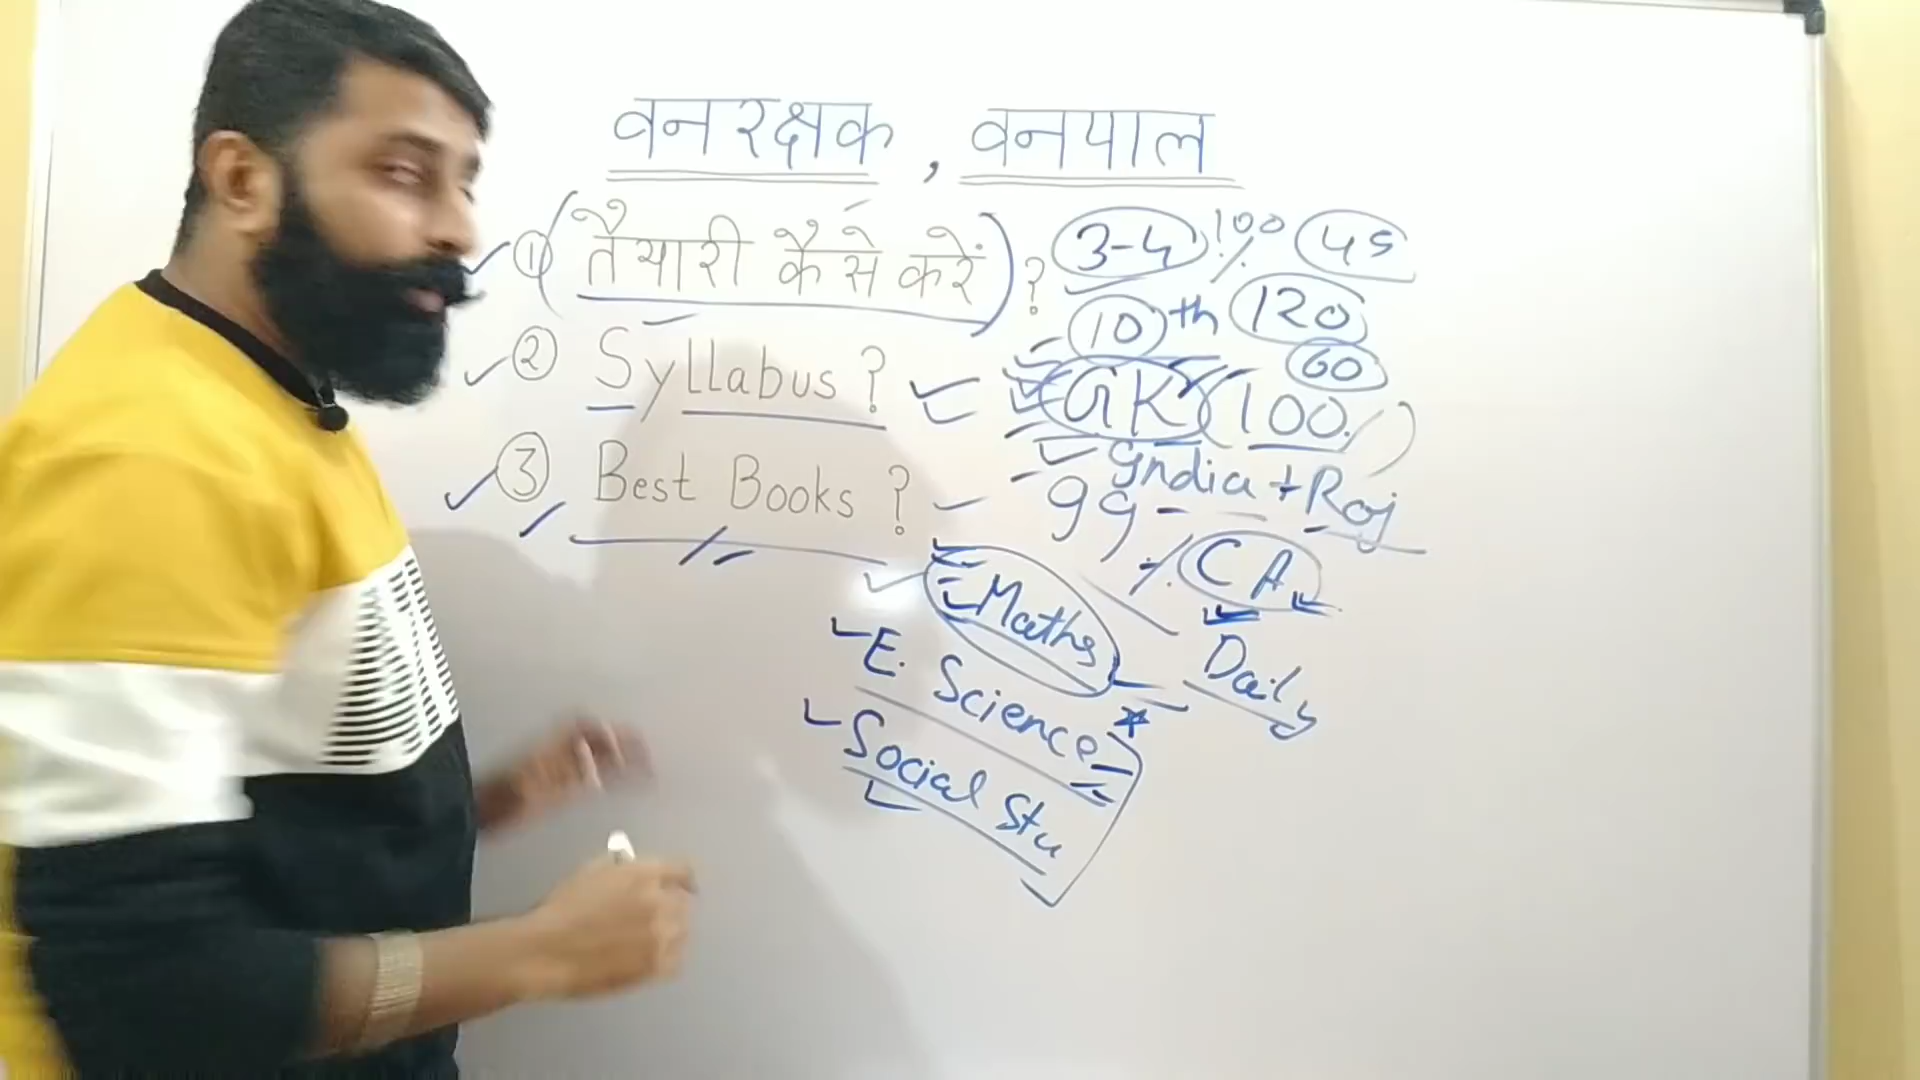 वनरक्षक , वनपाल
① (तैयारी कैसे करें) ?
② Syllabus ?
③ Best Books ?
3-4 100% 45
10th 120
60
GK (100)
India + Raj
99-
% CA
Daily
Maths
E. Science
Social Stu